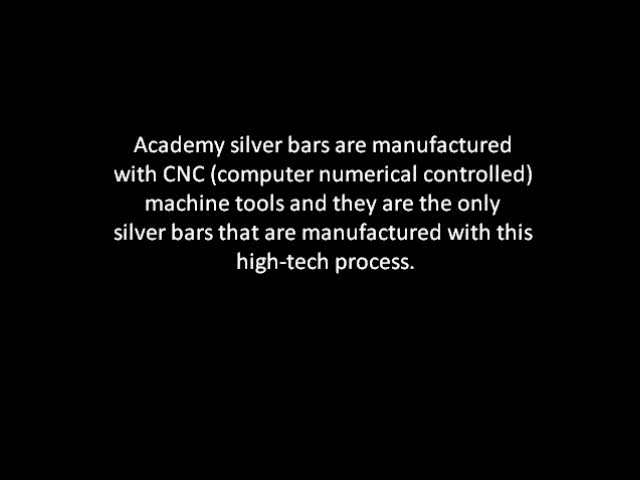 Academy silver bars are manufactured
with CNC (computer numerical controlled)
machine tools and they are the only
silver bars that are manufactured with this
high-tech process.